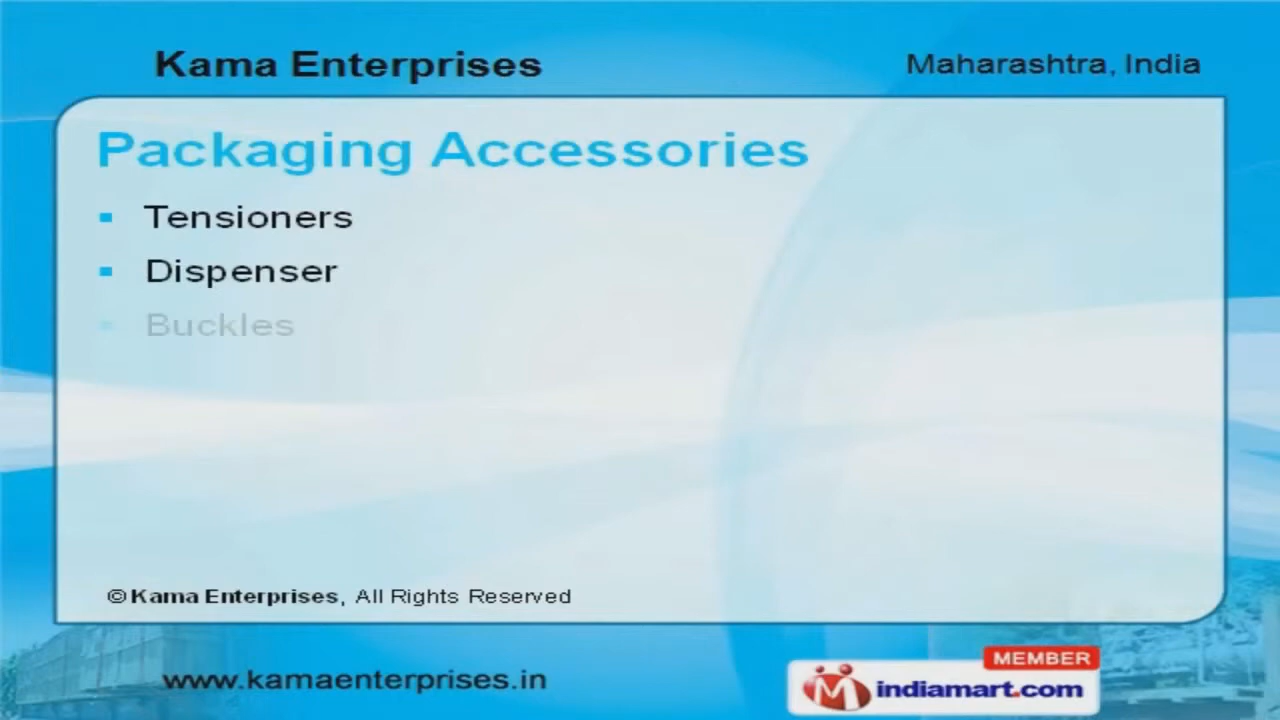 Kama Enterprises
Maharashtra, India
Packaging Accessories
▪ Tensioners
▪ Dispenser
▪ Buckles
© Kama Enterprises, All Rights Reserved
www.kamaenterprises.in
MEMBER
indiamart.com